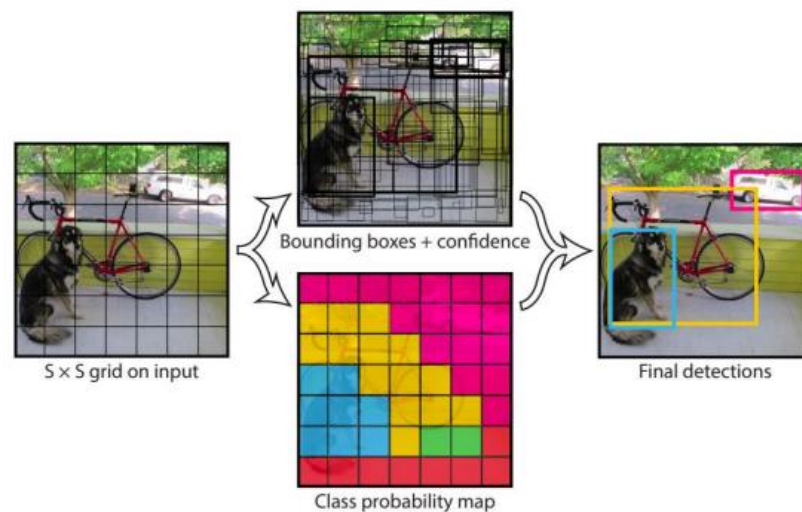 S × S grid on input
Bounding boxes + confidence
Class probability map
Final detections